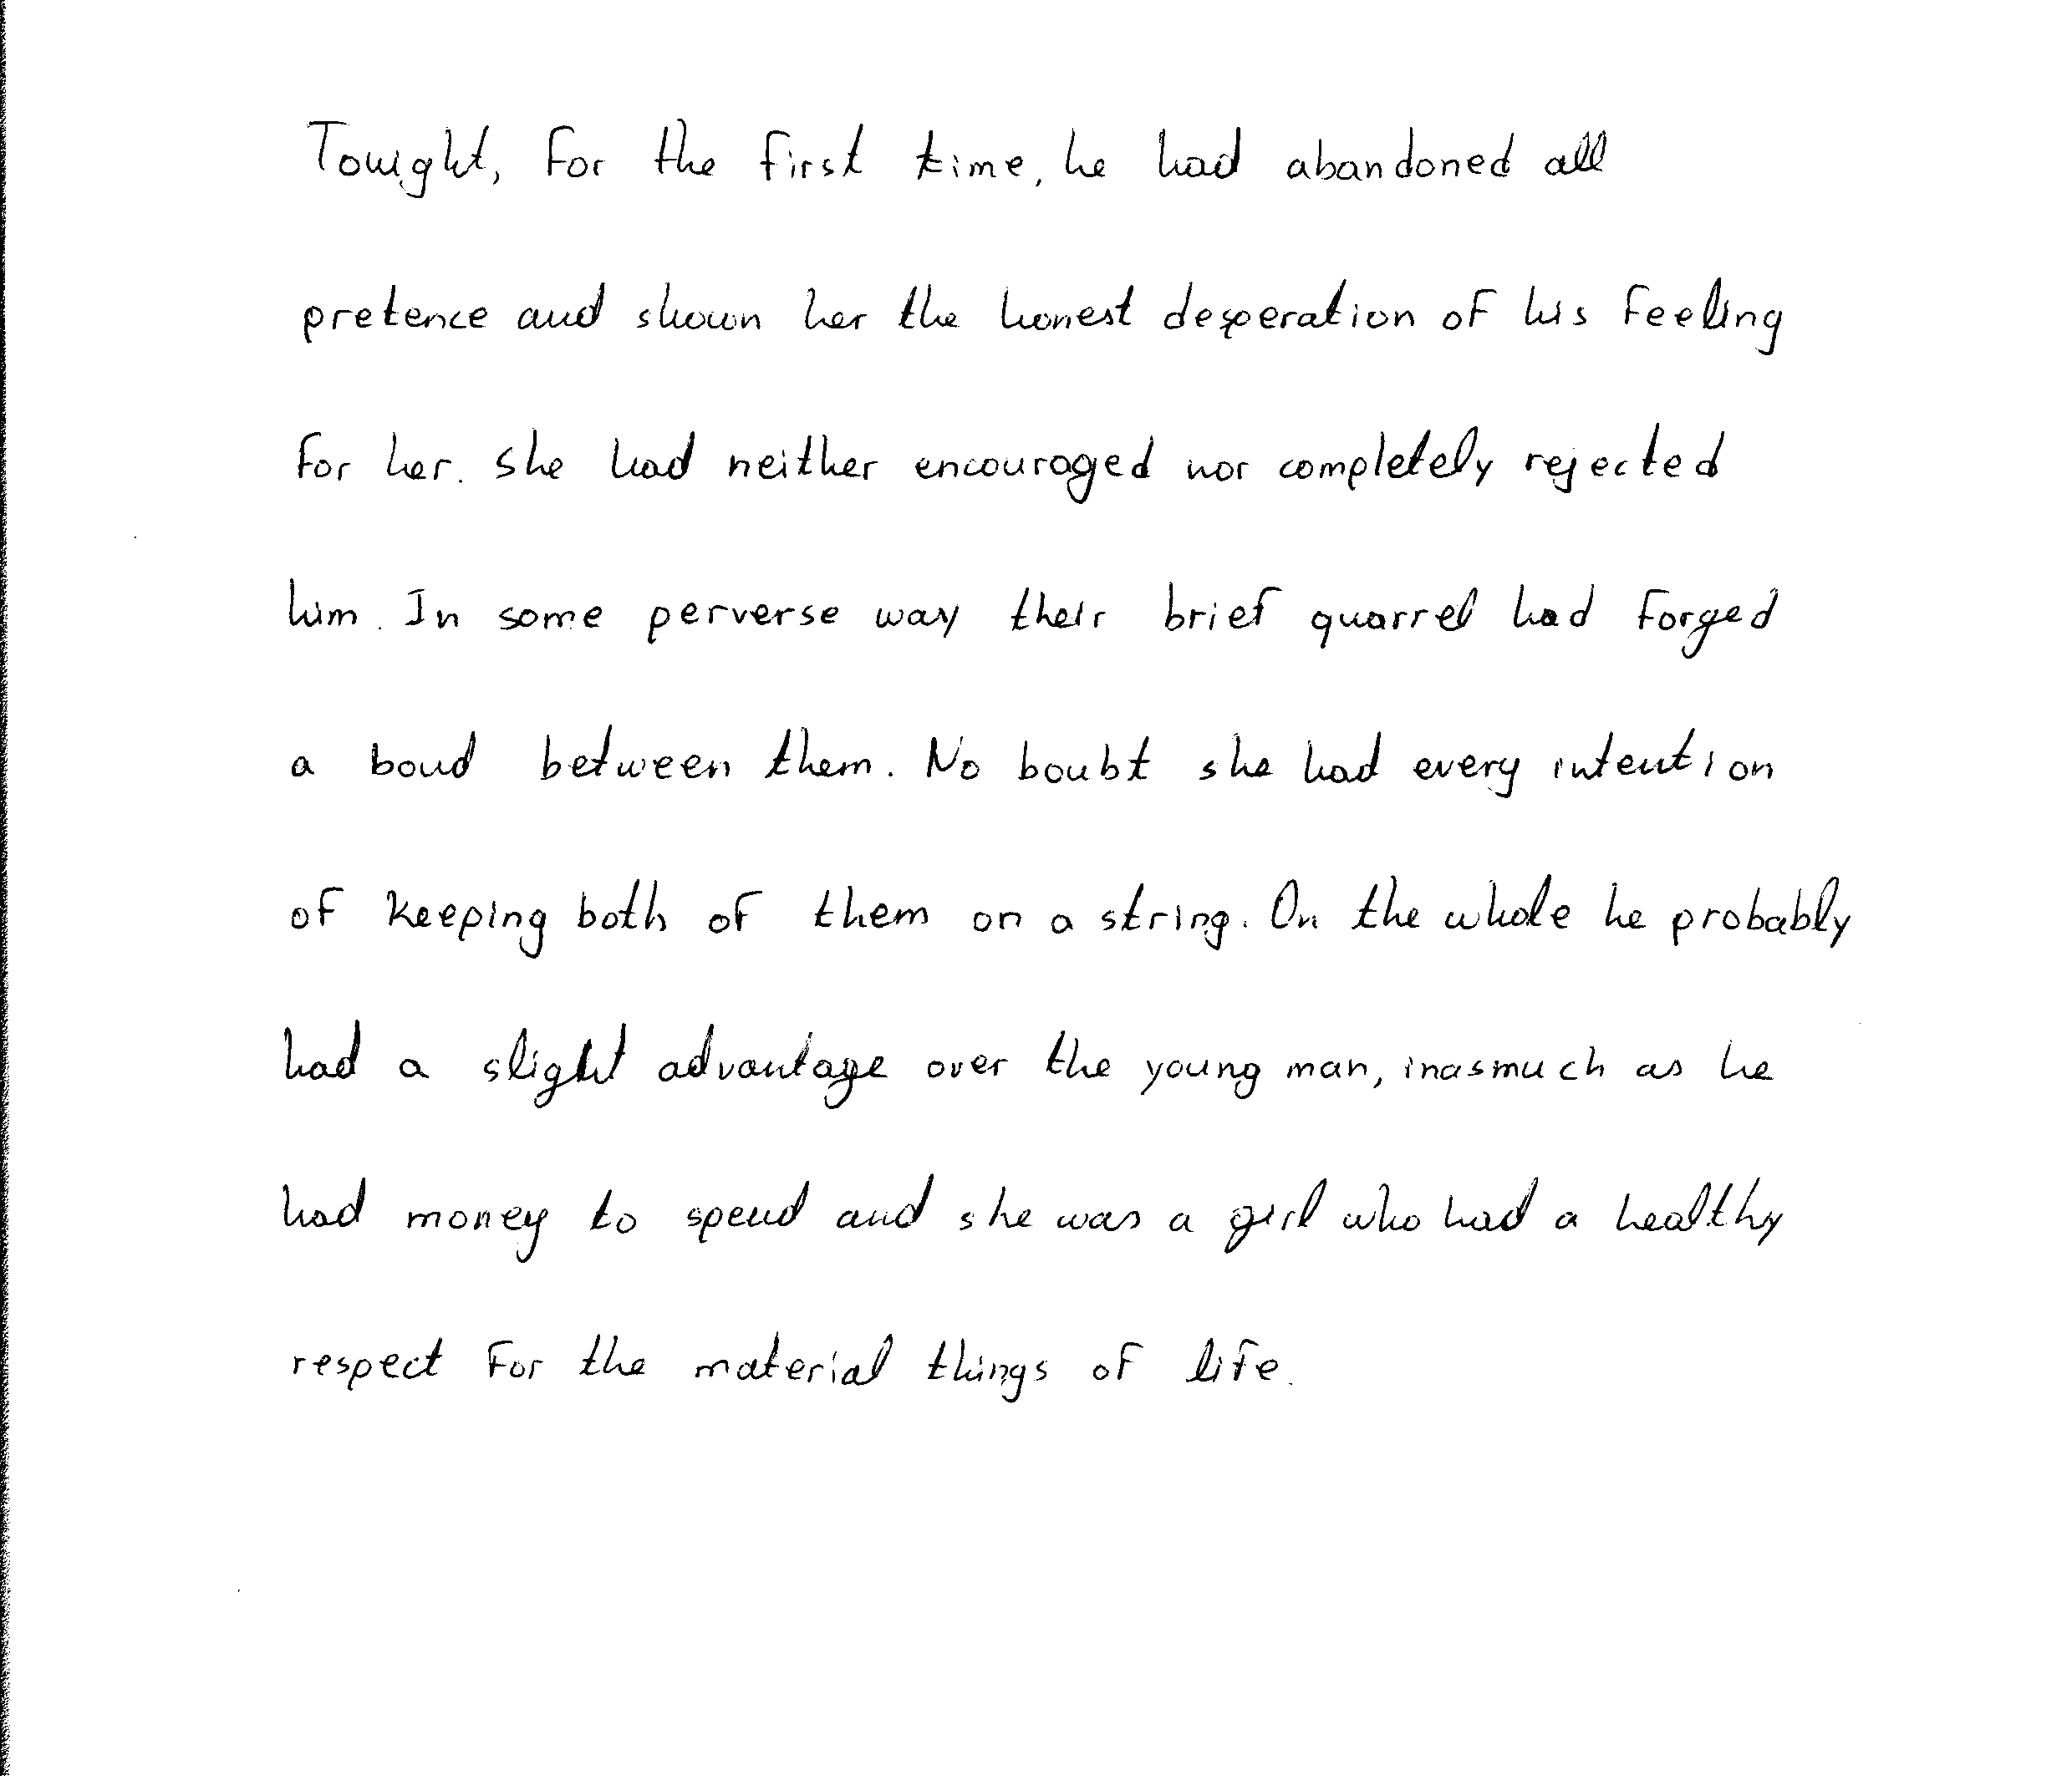 Tonight, for the first time, he had abandoned all
pretence and shown her the honest desperation of his feeling
for her. She had neither encouraged nor completely rejected
him. In some perverse way their brief quarrel had forged
a bond between them. No boubt she had every intention
of keeping both of them on a string. On the whole he probably
had a slight advantage over the young man, inasmuch as he
had money to spend and she was a girl who had a healthy
respect for the material things of life.